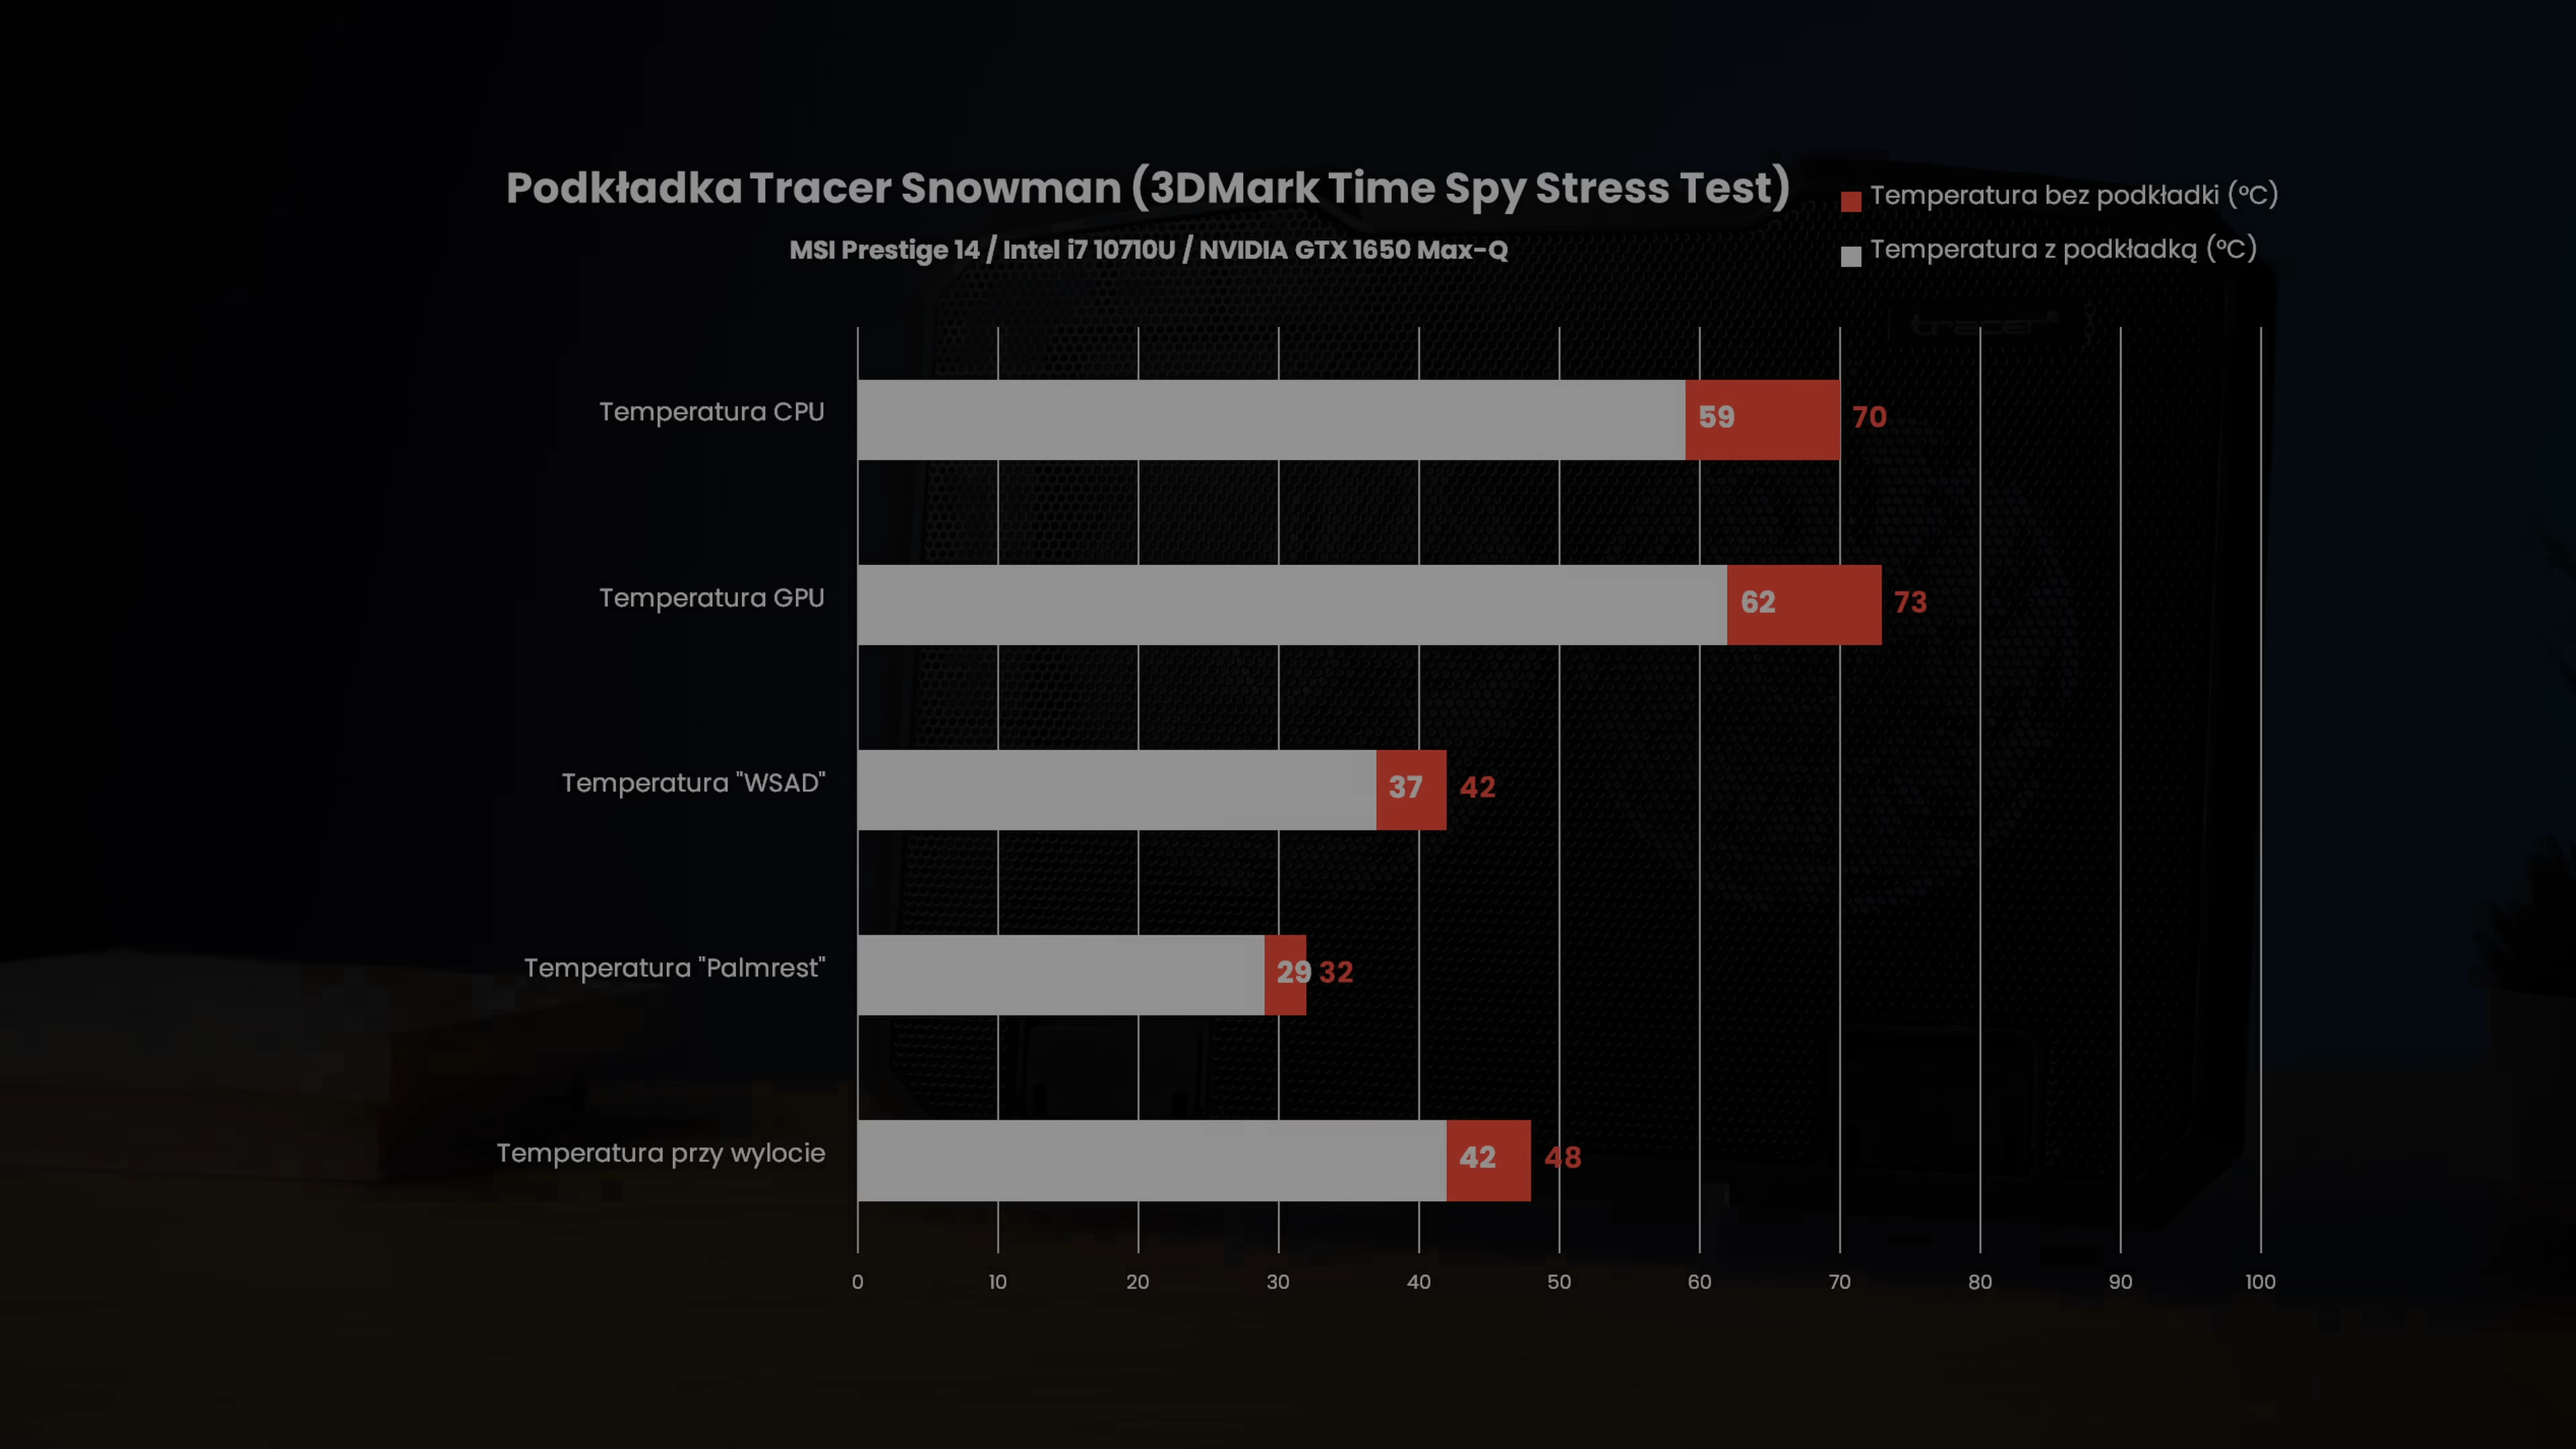 Podkładka Tracer Snowman (3DMark Time Spy Stress Test)
MSI Prestige 14 / Intel i7 10710U / NVIDIA GTX 1650 Max-Q
Temperatura bez podkładki (°C)
Temperatura z podkładką (°C)
tracer
Temperatura CPU
59 70
Temperatura GPU
62 73
Temperatura "WSAD"
37 42
Temperatura "Palmrest"
29 32
Temperatura przy wylocie
42 48
0 10 20 30 40 50 60 70 80 90 100